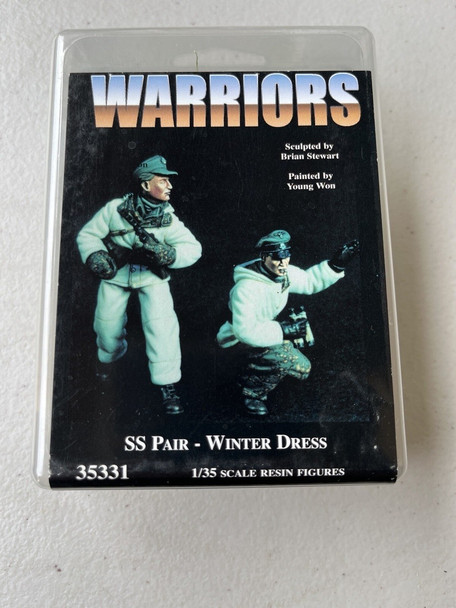 WARRIORS
Sculpted by
Brian Stewart
Painted by
Young Won
SS PAIR - WINTER DRESS
35331
1/35 SCALE RESIN FIGURES